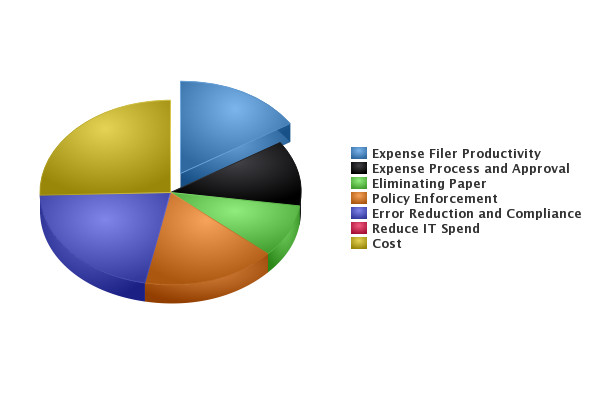 Expense Filer Productivity
Expense Process and Approval
Eliminating Paper
Policy Enforcement
Error Reduction and Compliance
Reduce IT Spend
Cost